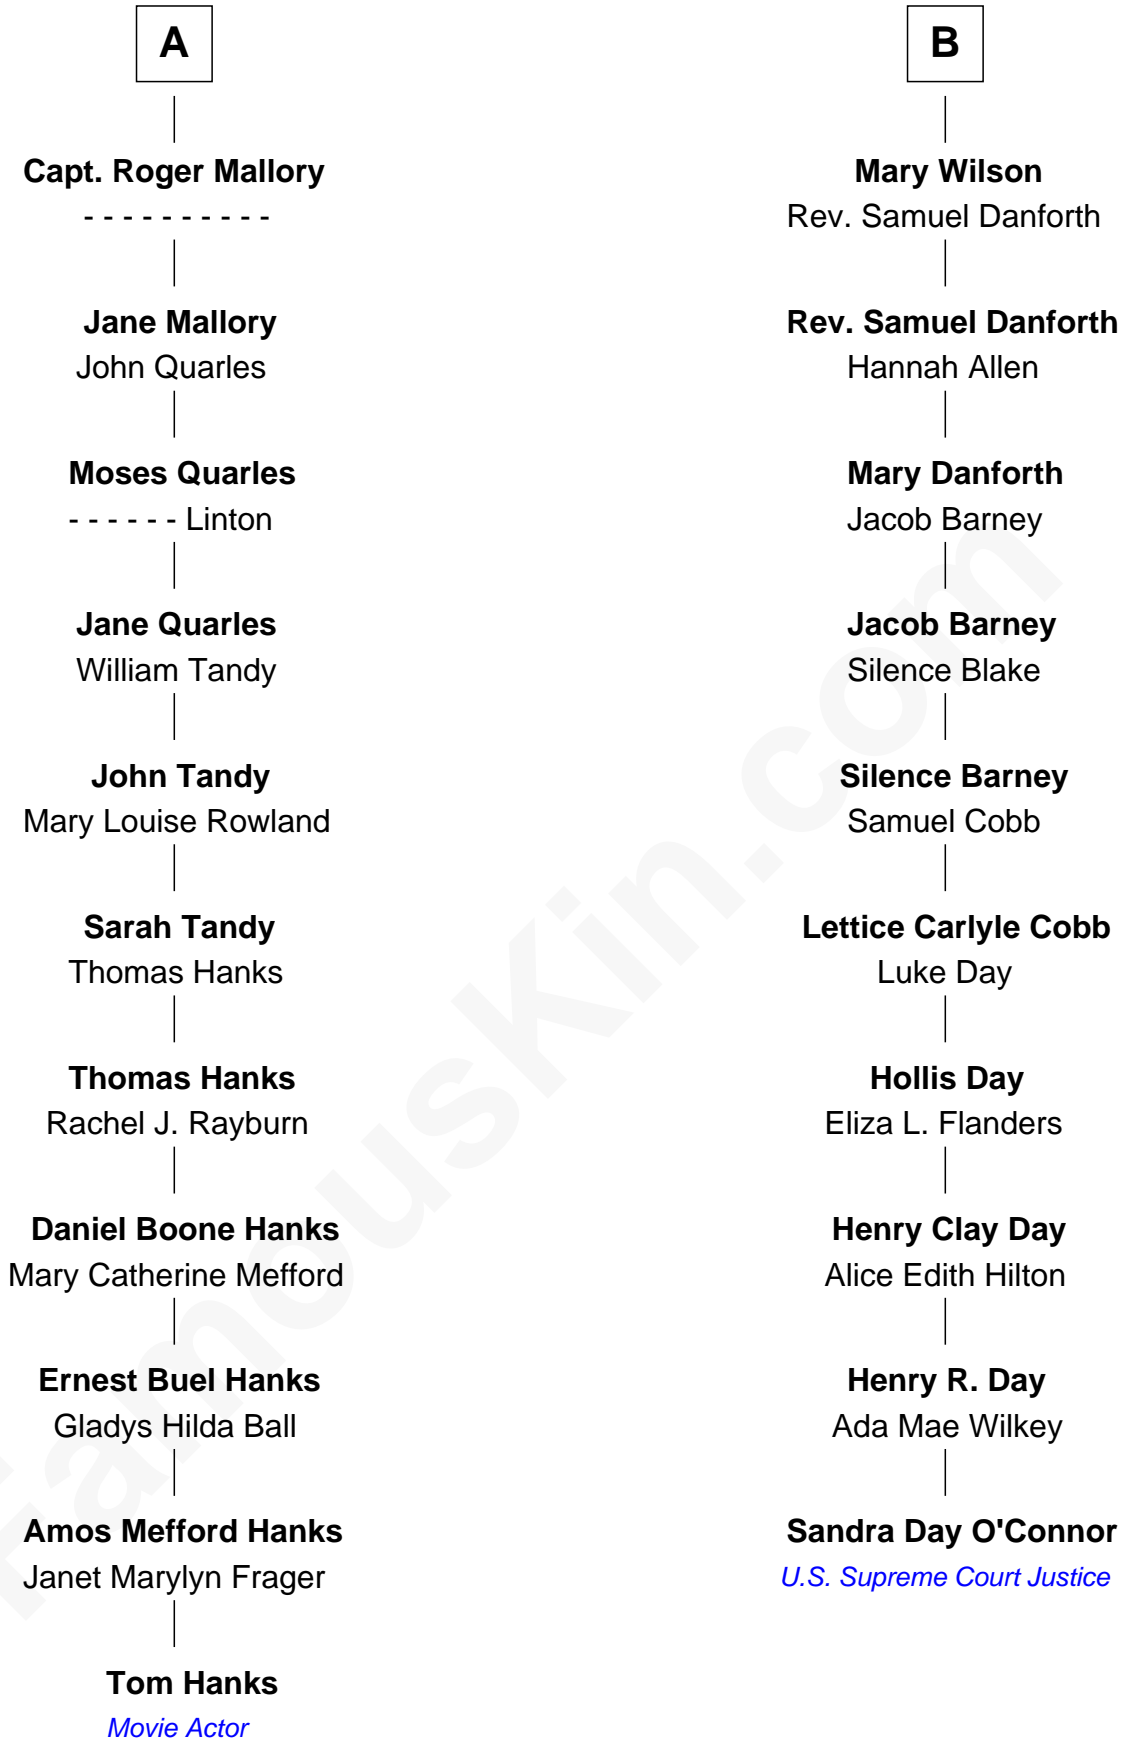 A
Capt. Roger Mallory
- - - - - - - - - -
Jane Mallory
John Quarles
Moses Quarles
- - - - - - Linton
Jane Quarles
William Tandy
John Tandy
Mary Louise Rowland
Sarah Tandy
Thomas Hanks
Thomas Hanks
Rachel J. Rayburn
Daniel Boone Hanks
Mary Catherine Mefford
Ernest Buel Hanks
Gladys Hilda Ball
Amos Mefford Hanks
Janet Marylyn Frager
Tom Hanks
Movie Actor
B
Mary Wilson
Rev. Samuel Danforth
Rev. Samuel Danforth
Hannah Allen
Mary Danforth
Jacob Barney
Jacob Barney
Silence Blake
Silence Barney
Samuel Cobb
Lettice Carlyle Cobb
Luke Day
Hollis Day
Eliza L. Flanders
Henry Clay Day
Alice Edith Hilton
Henry R. Day
Ada Mae Wilkey
Sandra Day O'Connor
U.S. Supreme Court Justice
FamousKin.com